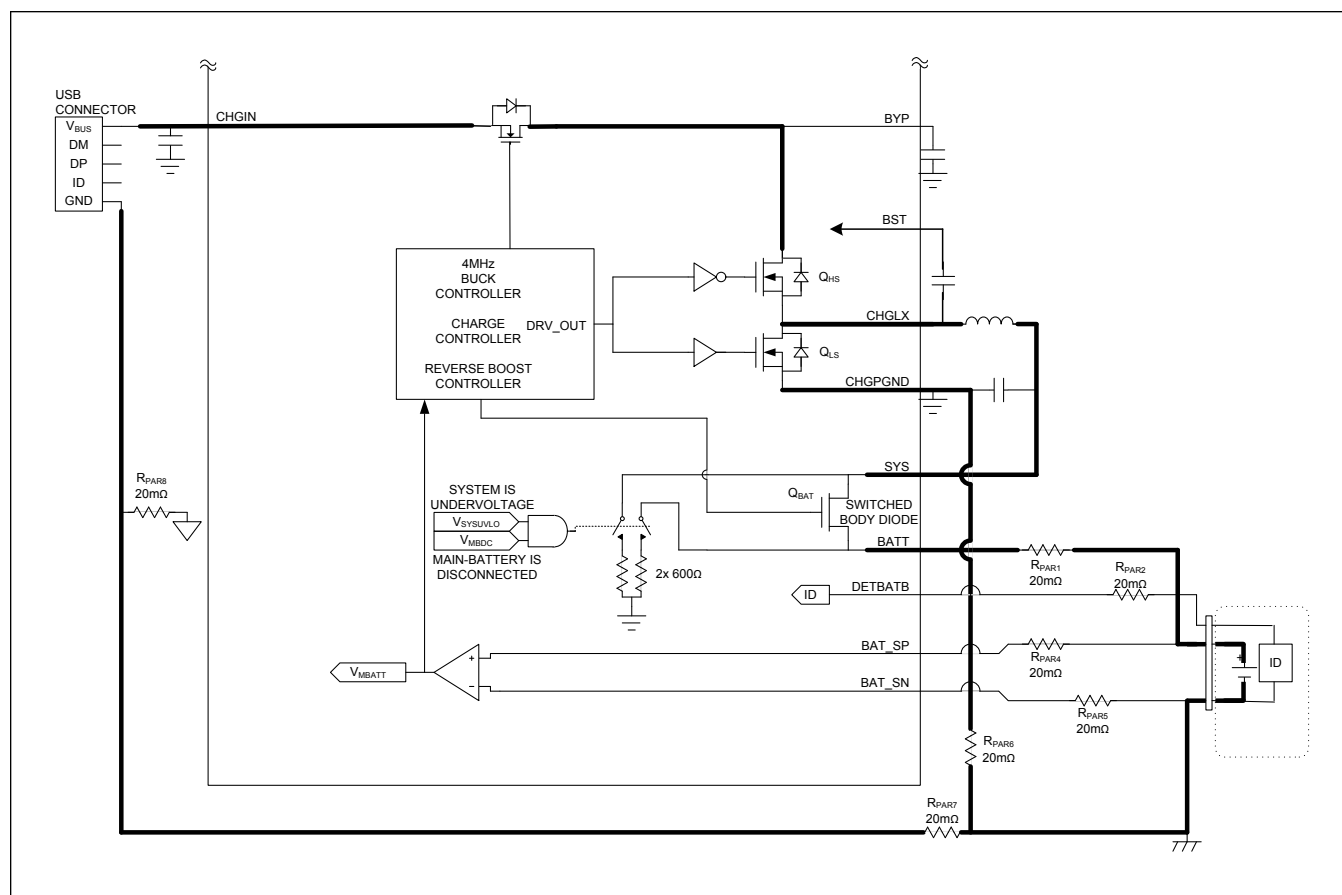 USB
CONNECTOR
VBUS
DM
DP
ID
GND
CHGIN
BYP
BST
4MHz
BUCK
CONTROLLER
CHARGE
CONTROLLER
REVERSE BOOST
CONTROLLER
DRV_OUT
QHS
CHGLX
QLS
CHGPGND
SYS
RPAR8
20mΩ
SYSTEM IS
UNDERVOLTAGE
VSYSUVLO
VMBDC
MAIN-BATTERY IS
DISCONNECTED
2x 600Ω
QBAT
SWITCHED
BODY DIODE
BATT
RPAR1
20mΩ
RPAR2
20mΩ
ID
DETBATB
BAT_SP
RPAR4
20mΩ
+
ID
VMBATT
+
−
BAT_SN
RPAR5
20mΩ
RPAR6
20mΩ
RPAR7
20mΩ